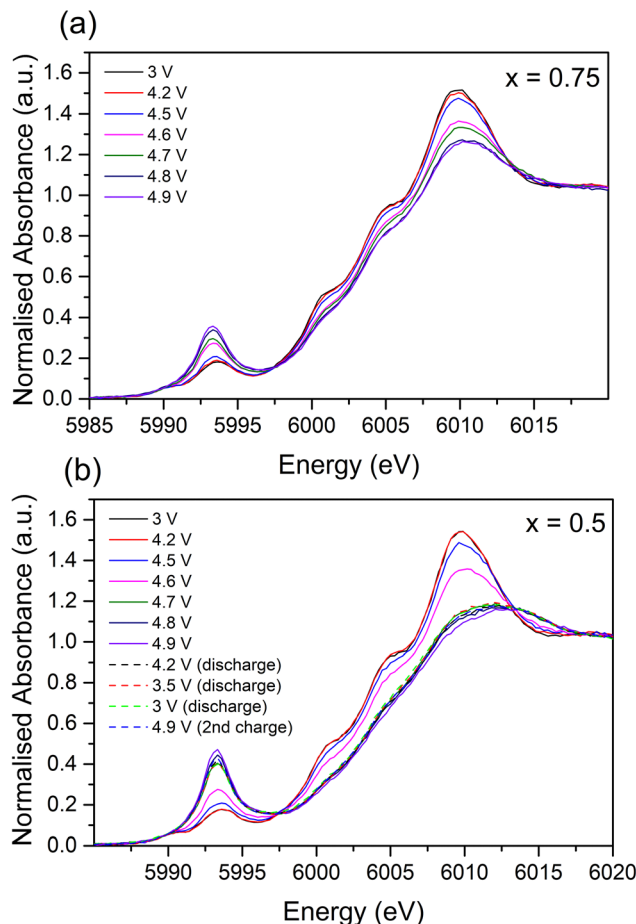 (a)
x = 0.75
3 V
4.2 V
4.5 V
4.6 V
4.7 V
4.8 V
4.9 V
Normalised Absorbance (a.u.)
1.6
1.4
1.2
1.0
0.8
0.6
0.4
0.2
0.0
5985 5990 5995 6000 6005 6010 6015
Energy (eV)
(b)
x = 0.5
3 V
4.2 V
4.5 V
4.6 V
4.7 V
4.8 V
4.9 V
4.2 V (discharge)
3.5 V (discharge)
3 V (discharge)
4.9 V (2nd charge)
Normalised Absorbance (a.u.)
1.6
1.4
1.2
1.0
0.8
0.6
0.4
0.2
0.0
5990 5995 6000 6005 6010 6015 6020
Energy (eV)